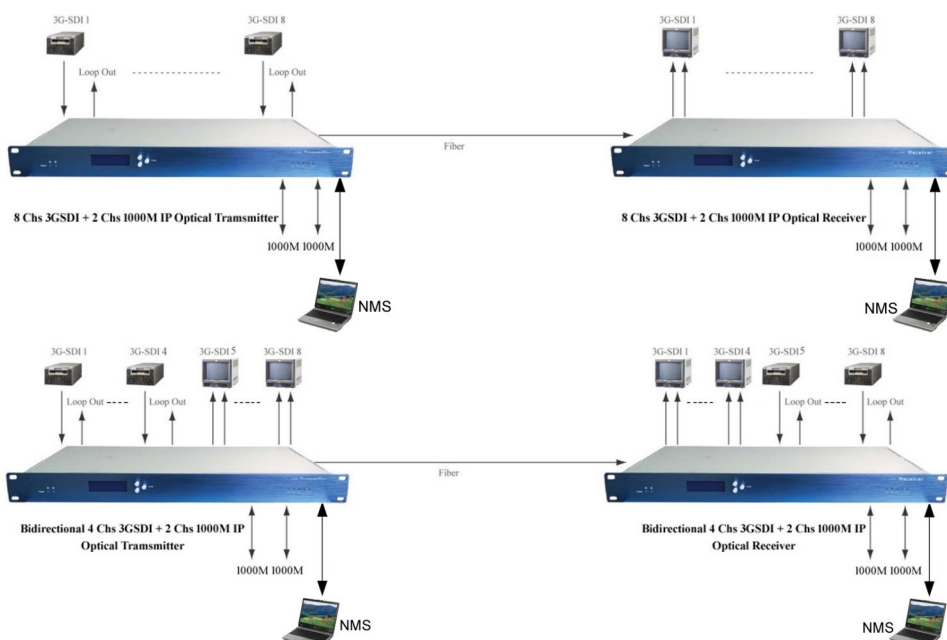 3G-SDI 1
3G-SDI 8
3G-SDI 1
3G-SDI 8
Loop Out
Loop Out
Fiber
Receiver
8 Chs 3GSDI + 2 Chs 1000M IP Optical Tramsmitter
8 Chs 3GSDI + 2 Chs 1000M IP Optical Receiver
1000M 1000M
1000M 1000M
NMS
NMS
3G-SDI 1
3G-SDI 4
3G-SDI 5
3G-SDI 8
3G-SDI 1
3G-SDI 4
3G-SDI5
3G-SDI 8
Loop Out
Loop Out
Loop Out
Loop Out
Fiber
Receiver
Bidirectional 4 Chs 3GSDI + 2 Chs 1000M IP
Optical Tramsmitter
Bidirectional 4 Chs 3GSDI + 2 Chs 1000M IP
Optical Receiver
1000M 1000M
1000M 1000M
NMS
NMS